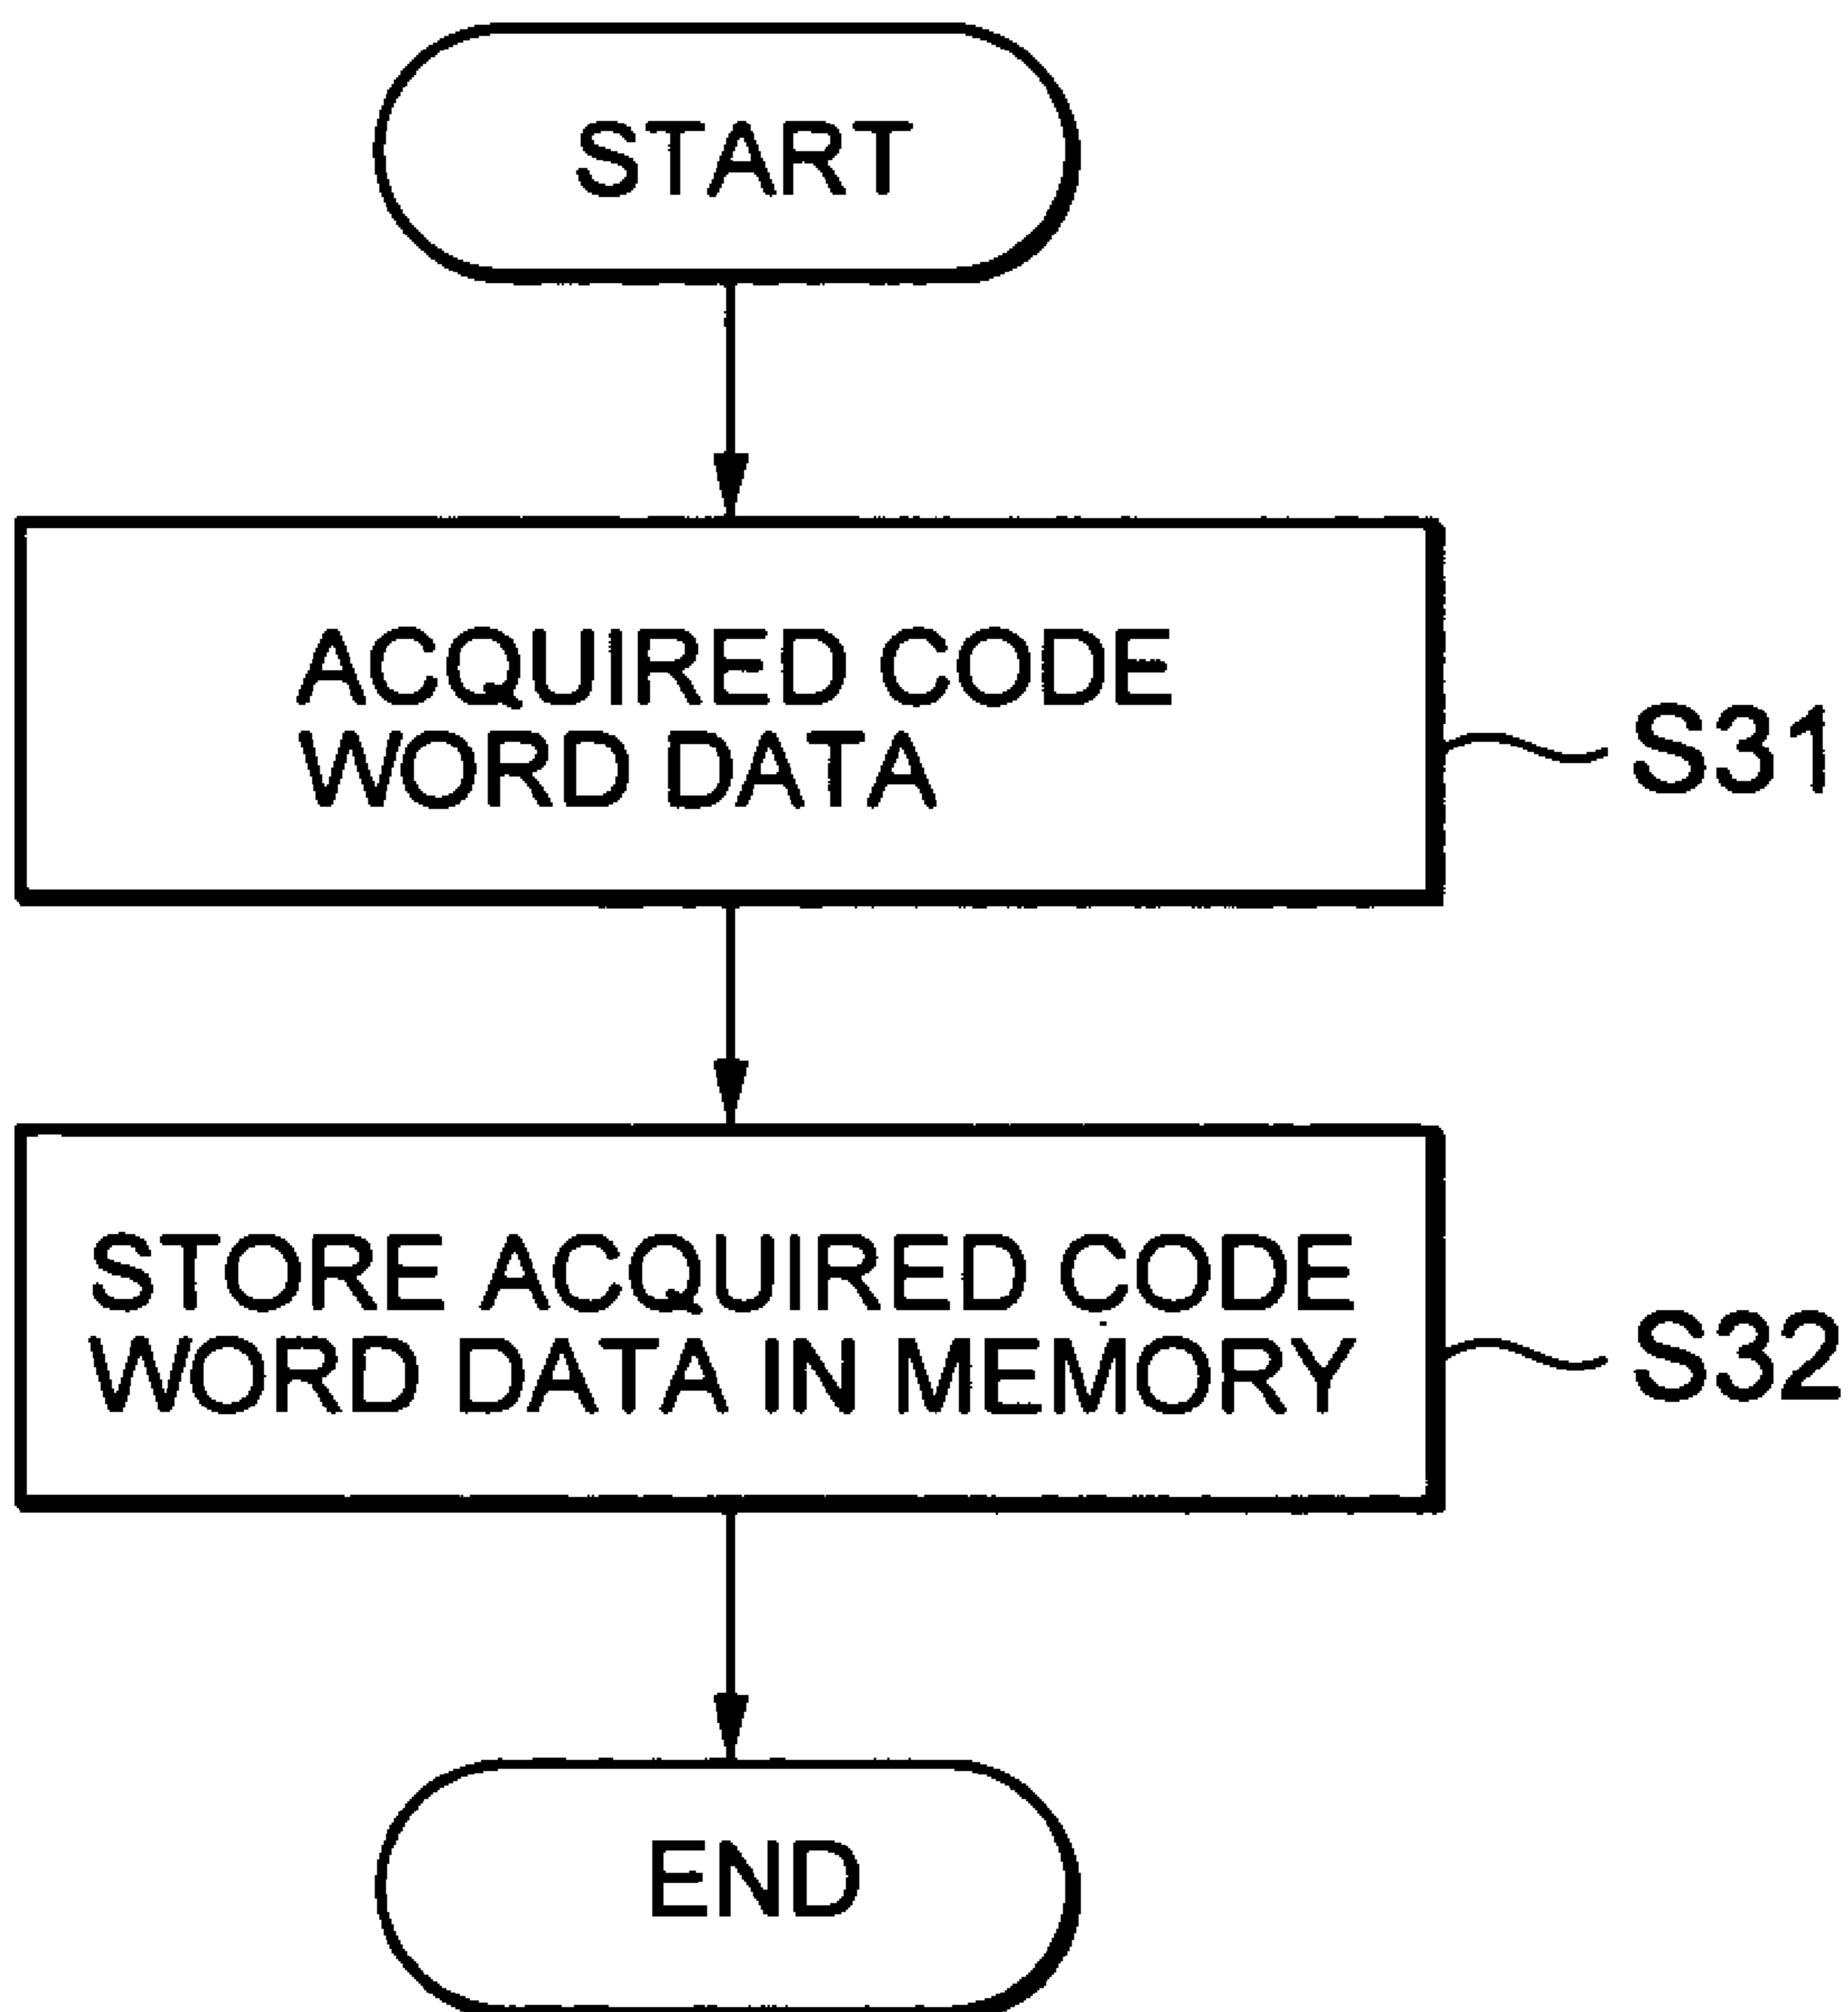 START
ACQUIRED CODE
WORD DATA
S31
STORE ACQUIRED CODE
WORD DATA IN MEMORY
S32
END